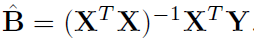 B̂ = (XᵀX)⁻¹XᵀY.